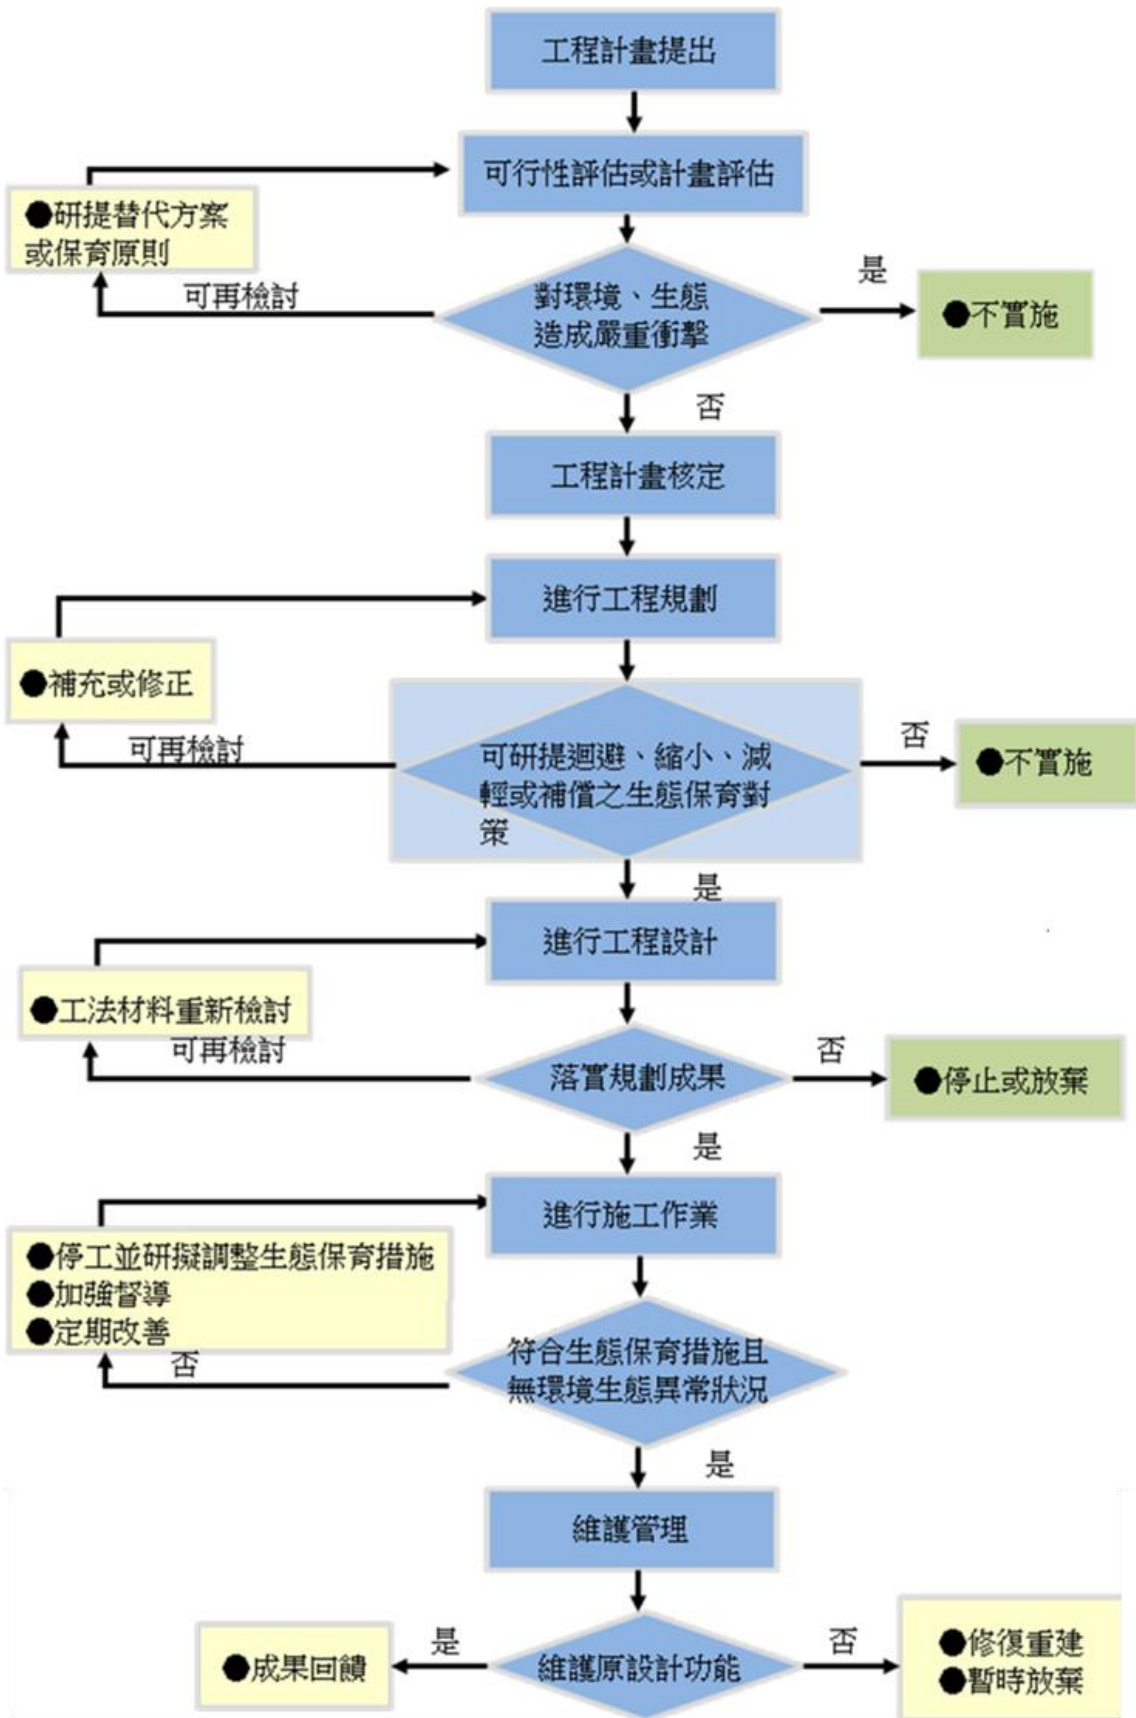 工程計畫提出
可行性評估或計畫評估
●研提替代方案
或保育原則
可再檢討
對環境、生態
造成嚴重衝擊
是
●不實施
否
工程計畫核定
進行工程規劃
●補充或修正
可再檢討
可研提迴避、縮小、減
輕或補償之生態保育對
策
否
●不實施
是
進行工程設計
●工法材料重新檢討
可再檢討
落實規劃成果
否
●停止或放棄
是
進行施工作業
●停工並研擬調整生態保育措施
●加強督導
●定期改善
否
符合生態保育措施且
無環境生態異常狀況
是
維護管理
●成果回饋
是
維護原設計功能
否
●修復重建
●暫時放棄